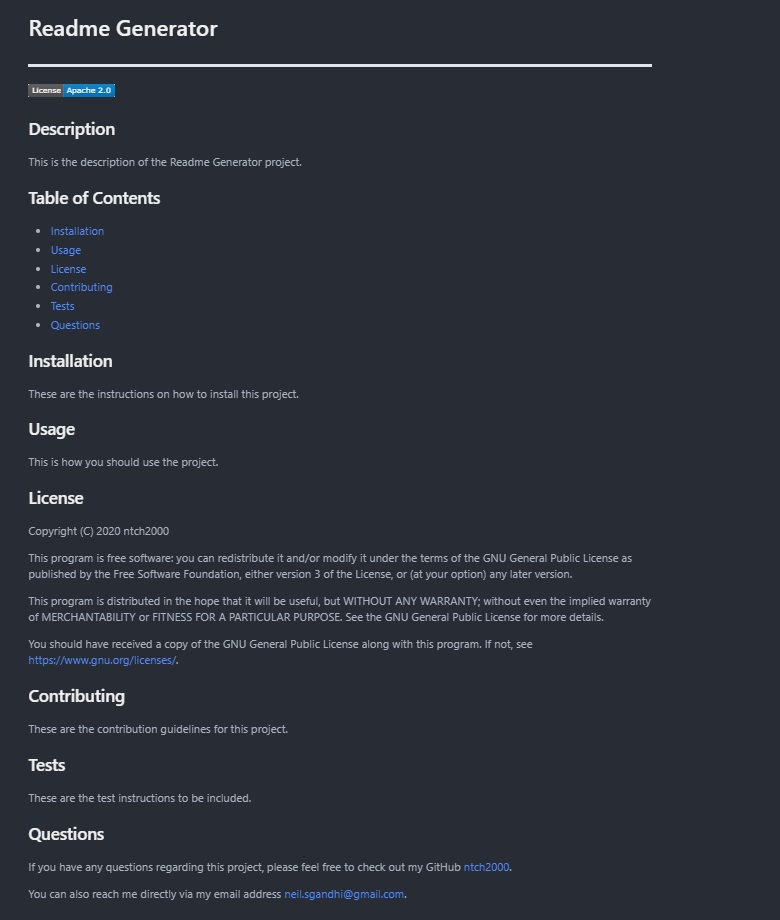 Readme Generator
License Apache 2.0
Description
This is the description of the Readme Generator project.
Table of Contents
Installation
Usage
License
Contributing
Tests
Questions
Installation
These are the instructions on how to install this project.
Usage
This is how you should use the project.
License
Copyright (C) 2020 ntch2000
This program is free software: you can redistribute it and/or modify it under the terms of the GNU General Public License as
published by the Free Software Foundation, either version 3 of the License, or (at your option) any later version.
This program is distributed in the hope that it will be useful, but WITHOUT ANY WARRANTY; without even the implied warranty
of MERCHANTABILITY or FITNESS FOR A PARTICULAR PURPOSE. See the GNU General Public License for more details.
You should have received a copy of the GNU General Public License along with this program. If not, see
https://www.gnu.org/licenses/.
Contributing
These are the contribution guidelines for this project.
Tests
These are the test instructions to be included.
Questions
If you have any questions regarding this project, please feel free to check out my GitHub ntch2000.
You can also reach me directly via my email address neil.sgandhi@gmail.com.